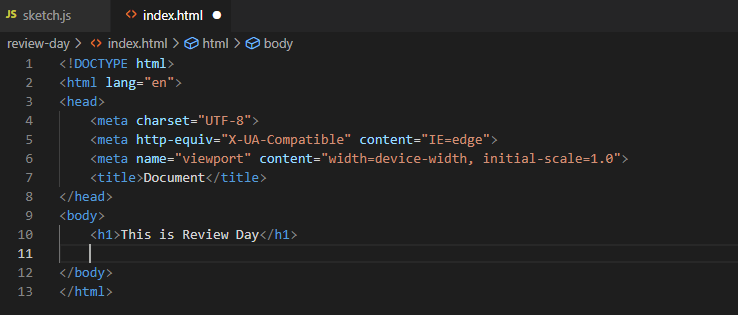 JS sketch.js <> index.html
review-day > <> index.html > html > body
1 <!DOCTYPE html>
2 <html lang="en">
3 <head>
4     <meta charset="UTF-8">
5     <meta http-equiv="X-UA-Compatible" content="IE=edge">
6     <meta name="viewport" content="width=device-width, initial-scale=1.0">
7     <title>Document</title>
8 </head>
9 <body>
10     <h1>This is Review Day</h1>
11
12 </body>
13 </html>